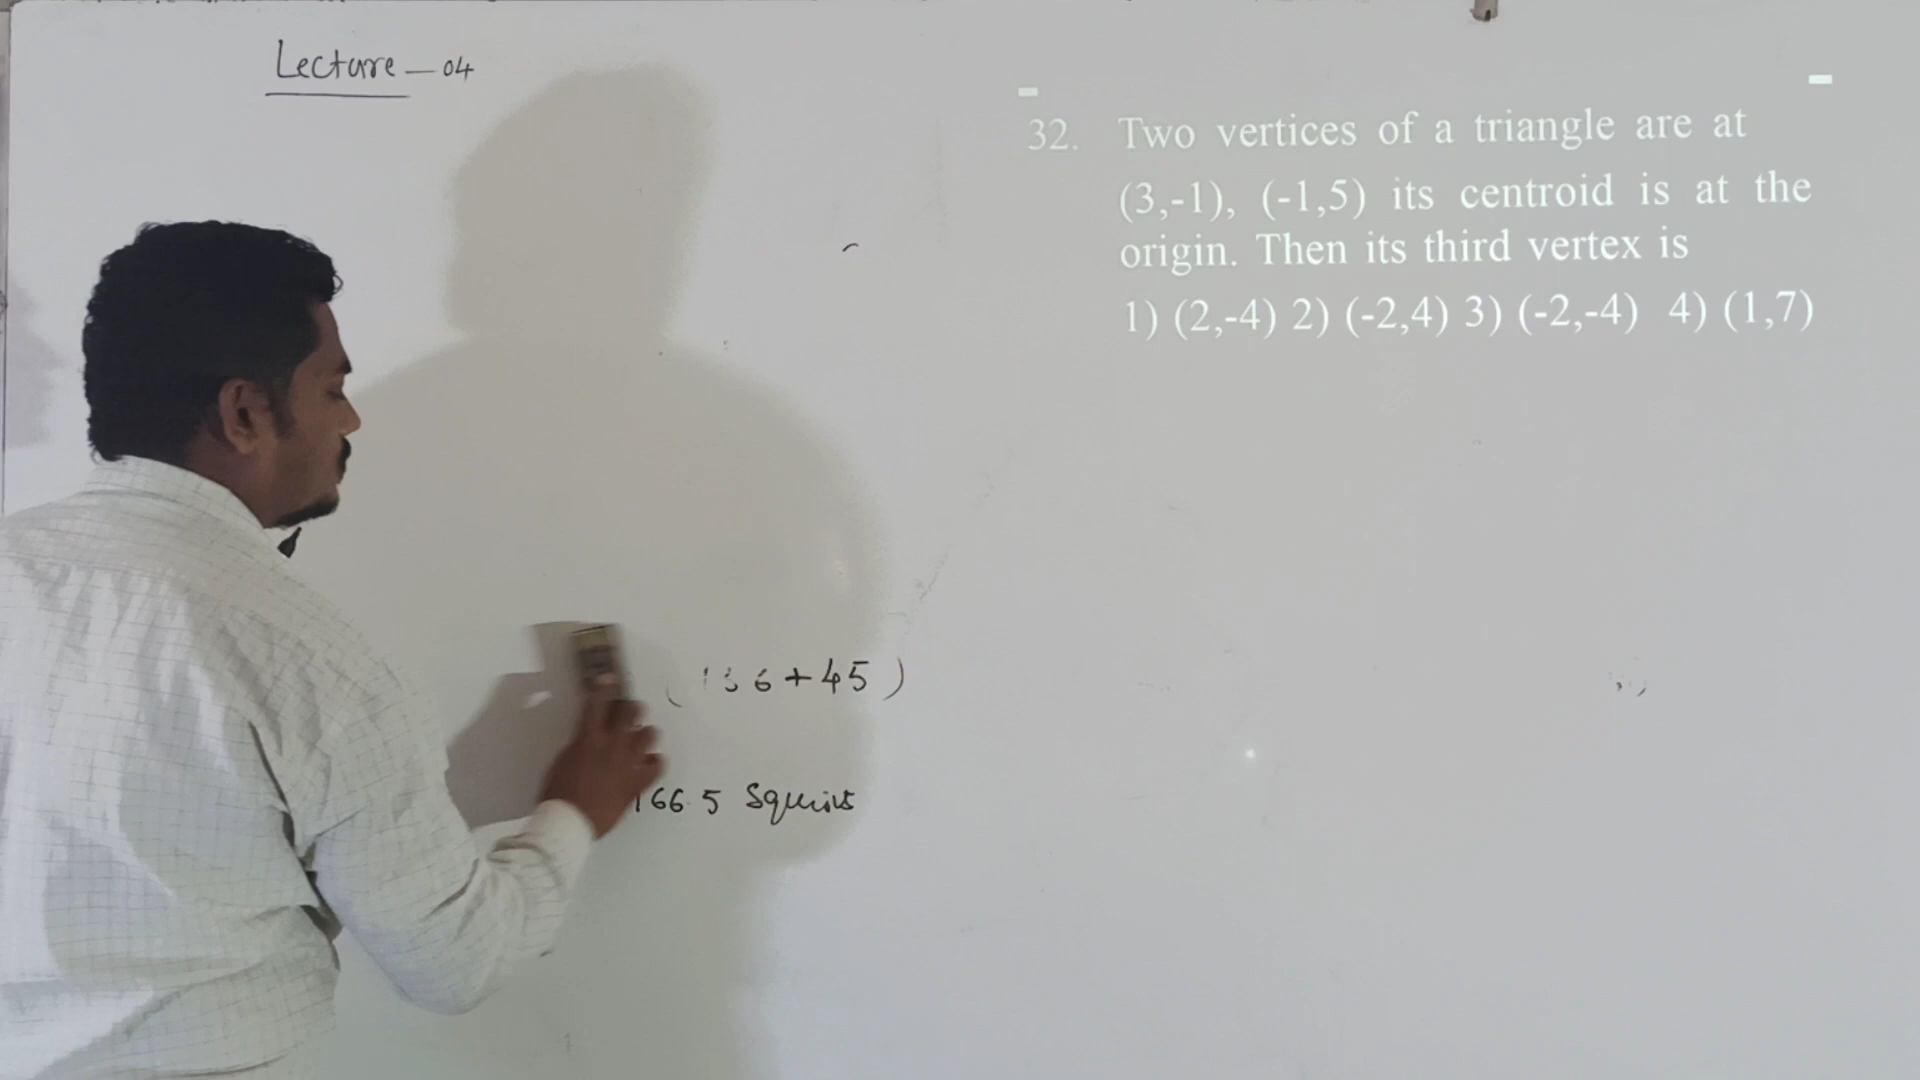 Lecture - 04
32. Two vertices of a triangle are at
(3,-1), (-1,5) its centroid is at the
origin. Then its third vertex is
1) (2,-4) 2) (-2,4) 3) (-2,-4) 4) (1,7)
( 136 + 45 )
166.5